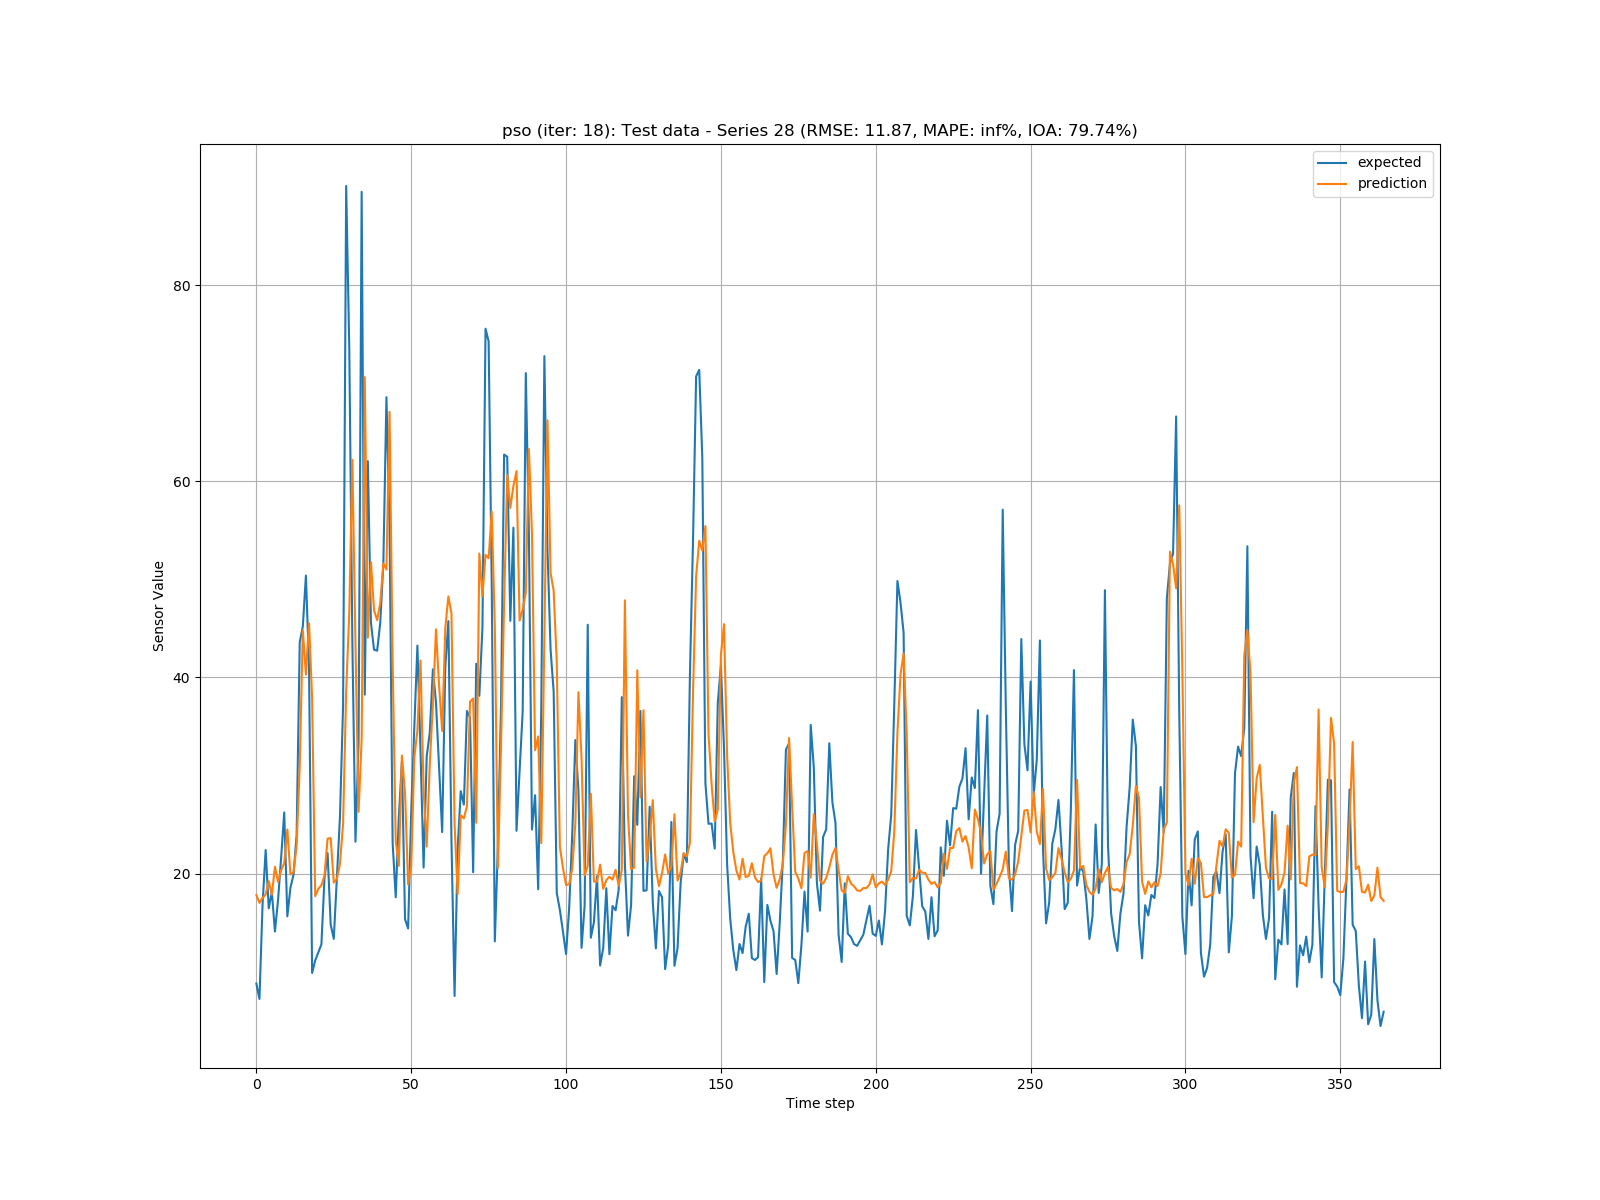 pso (iter: 18): Test data - Series 28 (RMSE: 11.87, MAPE: inf%, IOA: 79.74%)
expected
prediction
80
60
40
20
Sensor Value
0 50 100 150 200 250 300 350
Time step